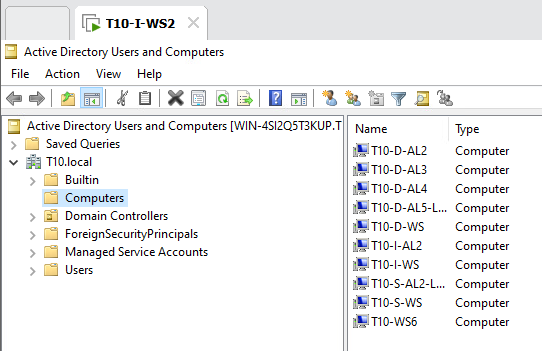 T10-I-WS2
Active Directory Users and Computers
File Action View Help
Active Directory Users and Computers [WIN-4SI2Q5T3KUP.T
Saved Queries
T10.local
Builtin
Computers
Domain Controllers
ForeignSecurityPrincipals
Managed Service Accounts
Users
Name Type
T10-D-AL2 Computer
T10-D-AL3 Computer
T10-D-AL4 Computer
T10-D-AL5-L... Computer
T10-D-WS Computer
T10-I-AL2 Computer
T10-I-WS Computer
T10-S-AL2-L... Computer
T10-S-WS Computer
T10-WS6 Computer